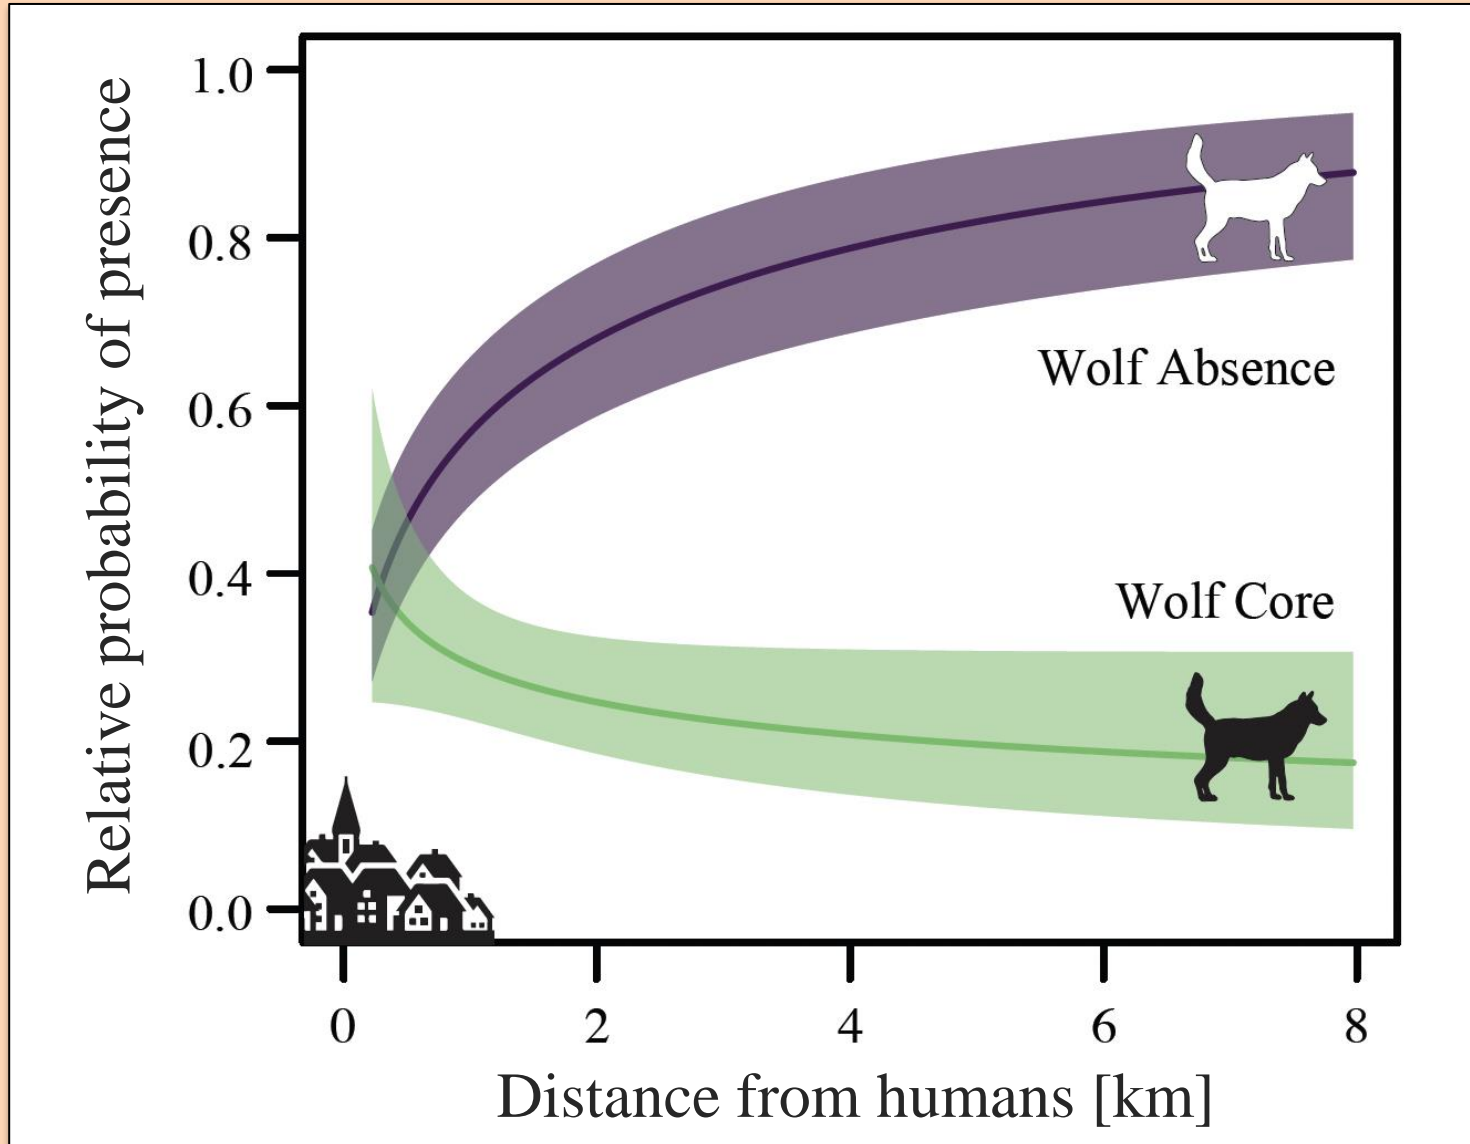 Relative probability of presence
1.0
0.8
0.6
0.4
0.2
0.0
Wolf Absence
Wolf Core
0 2 4 6 8
Distance from humans [km]